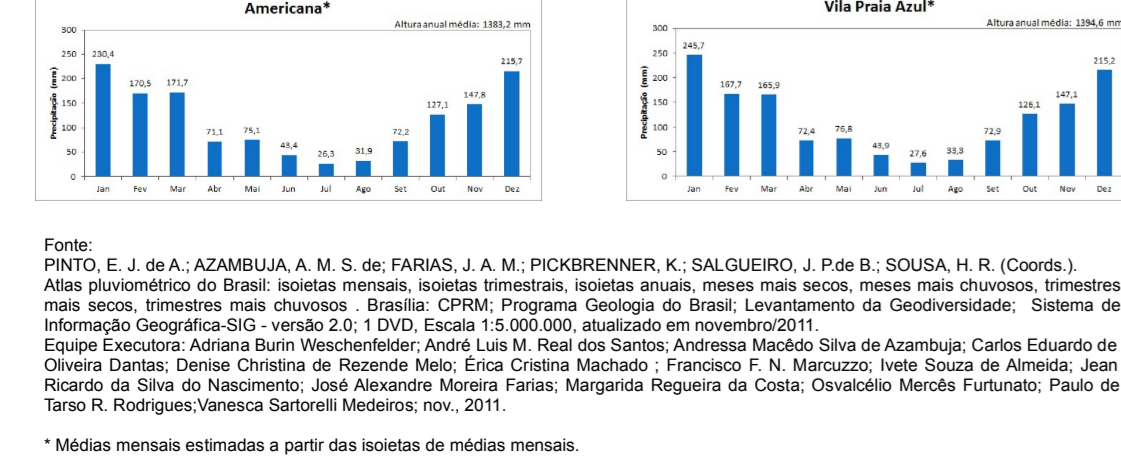 Americana*
Altura anual média: 1383,2 mm
Precipitação (mm)
300
250
200
150
100
50
0
230,4
170,5
171,7
71,1
75,1
43,4
26,3
31,9
72,2
127,1
147,8
215,7
Jan Fev Mar Abr Mai Jun Jul Ago Set Out Nov Dez
Vila Praia Azul*
Altura anual média: 1394,6 mm
Precipitação (mm)
300
250
200
150
100
50
0
245,7
167,7
165,9
72,4
76,8
43,9
27,6
33,3
72,9
126,1
147,1
215,2
Jan Fev Mar Abr Mai Jun Jul Ago Set Out Nov Dez
Fonte:
PINTO, E. J. de A.; AZAMBUJA, A. M. S. de; FARIAS, J. A. M.; PICKBRENNER, K.; SALGUEIRO, J. P.de B.; SOUSA, H. R. (Coords.).
Atlas pluviométrico do Brasil: isoietas mensais, isoietas trimestrais, isoietas anuais, meses mais secos, meses mais chuvosos, trimestres
mais secos, trimestres mais chuvosos . Brasília: CPRM; Programa Geologia do Brasil; Levantamento da Geodiversidade; Sistema de
Informação Geográfica-SIG - versão 2.0; 1 DVD, Escala 1:5.000.000, atualizado em novembro/2011.
Equipe Executora: Adriana Burin Weschenfelder; André Luis M. Real dos Santos; Andressa Macêdo Silva de Azambuja; Carlos Eduardo de
Oliveira Dantas; Denise Christina de Rezende Melo; Érica Cristina Machado ; Francisco F. N. Marcuzzo; Ivete Souza de Almeida; Jean
Ricardo da Silva do Nascimento; José Alexandre Moreira Farias; Margarida Regueira da Costa; Osvalcélio Mercês Furtunato; Paulo de
Tarso R. Rodrigues;Vanesca Sartorelli Medeiros; nov., 2011.
* Médias mensais estimadas a partir das isoietas de médias mensais.